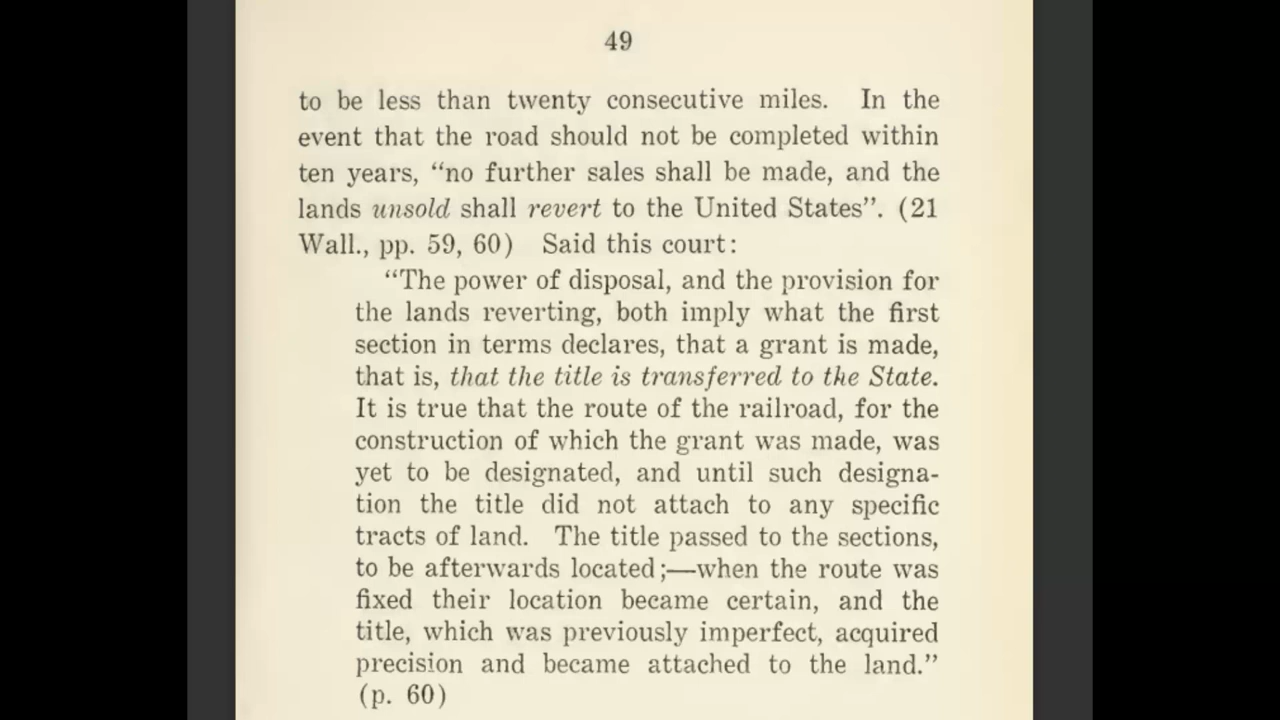 49
to be less than twenty consecutive miles. In the
event that the road should not be completed within
ten years, “no further sales shall be made, and the
lands unsold shall revert to the United States”. (21
Wall., pp. 59, 60) Said this court:
“The power of disposal, and the provision for
the lands reverting, both imply what the first
section in terms declares, that a grant is made,
that is, that the title is transferred to the State.
It is true that the route of the railroad, for the
construction of which the grant was made, was
yet to be designated, and until such designa-
tion the title did not attach to any specific
tracts of land. The title passed to the sections,
to be afterwards located;—when the route was
fixed their location became certain, and the
title, which was previously imperfect, acquired
precision and became attached to the land.”
(p. 60)